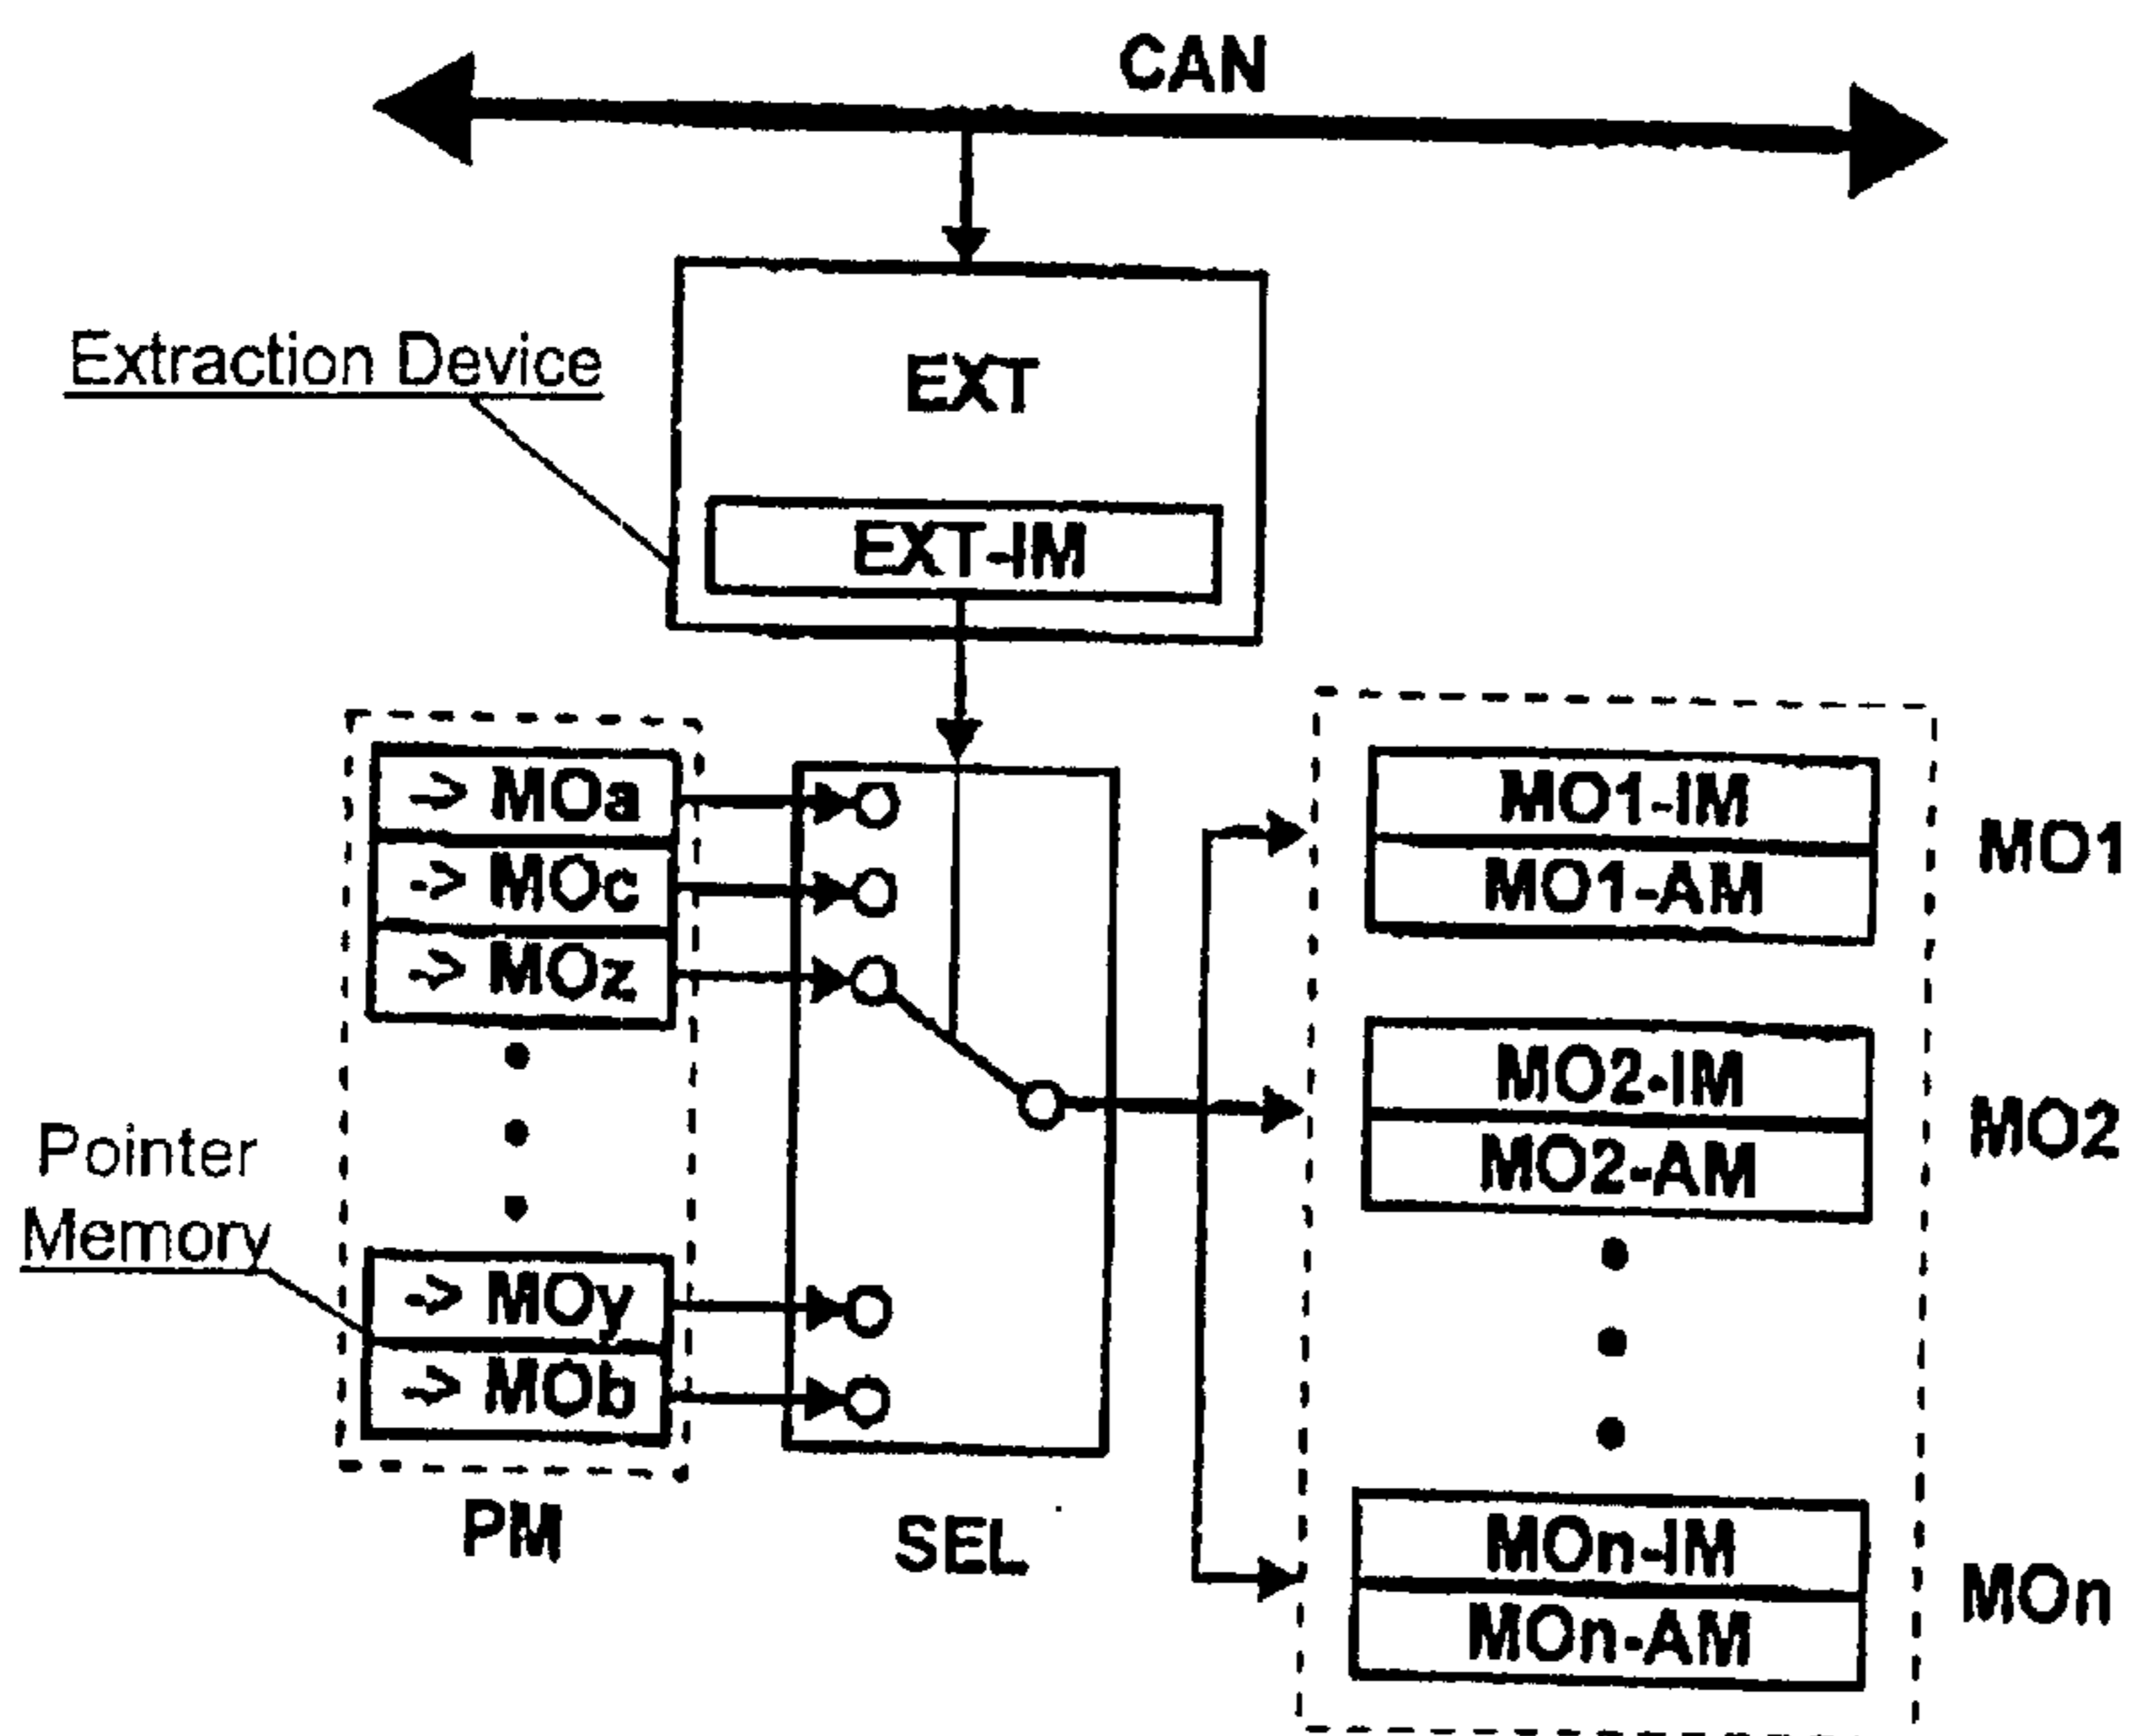 CAN
Extraction Device
EXT
EXT-IM
-> MOa
-> MOc
-> MOz
-> MOy
-> MOb
Pointer
Memory
PM
SEL
MO1-IM
MO1-AM
MO1
MO2-IM
MO2-AM
MO2
MOn-IM
MOn-AM
MOn